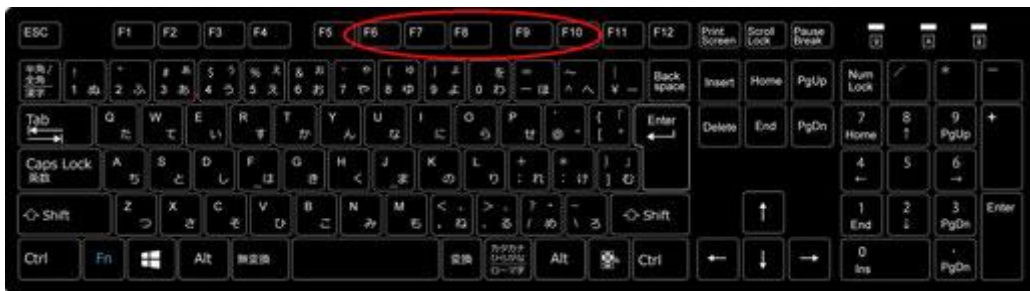 ESC F1 F2 F3 F4 F5 F6 F7 F8 F9 F10 F11 F12 Print Screen Scroll Lock Pause Break
半角/ 全角 漢字 ! 1 ぬ " 2 ふ # 3 あ $ 4 う % 5 え & 6 お ' 7 や ( 8 ゆ ) 9 よ 0 わ = - ほ ~ ^ へ | ¥ ー Back space Insert Home PgUp Num Lock / * -
Tab Q た W て E い R す T か Y ん U な I に O ら P せ @ { [ Enter Delete End PgDn 7 Home 8 ↑ 9 PgUp +
Caps Lock 英数 A ち S と D し F は G き H く J ま K の L り + ; れ * : け } ] む 4 ← 5 6 →
Shift Z つ X さ C そ V ひ B こ N み M も < , ね > . る ? / め \ ろ Shift ↑ 1 End 2 ↓ 3 PgDn Enter
Ctrl Fn Alt 無変換 変換 カタカナ ひらがな ローマ字 Alt Ctrl ← ↓ → 0 Ins . PgDn